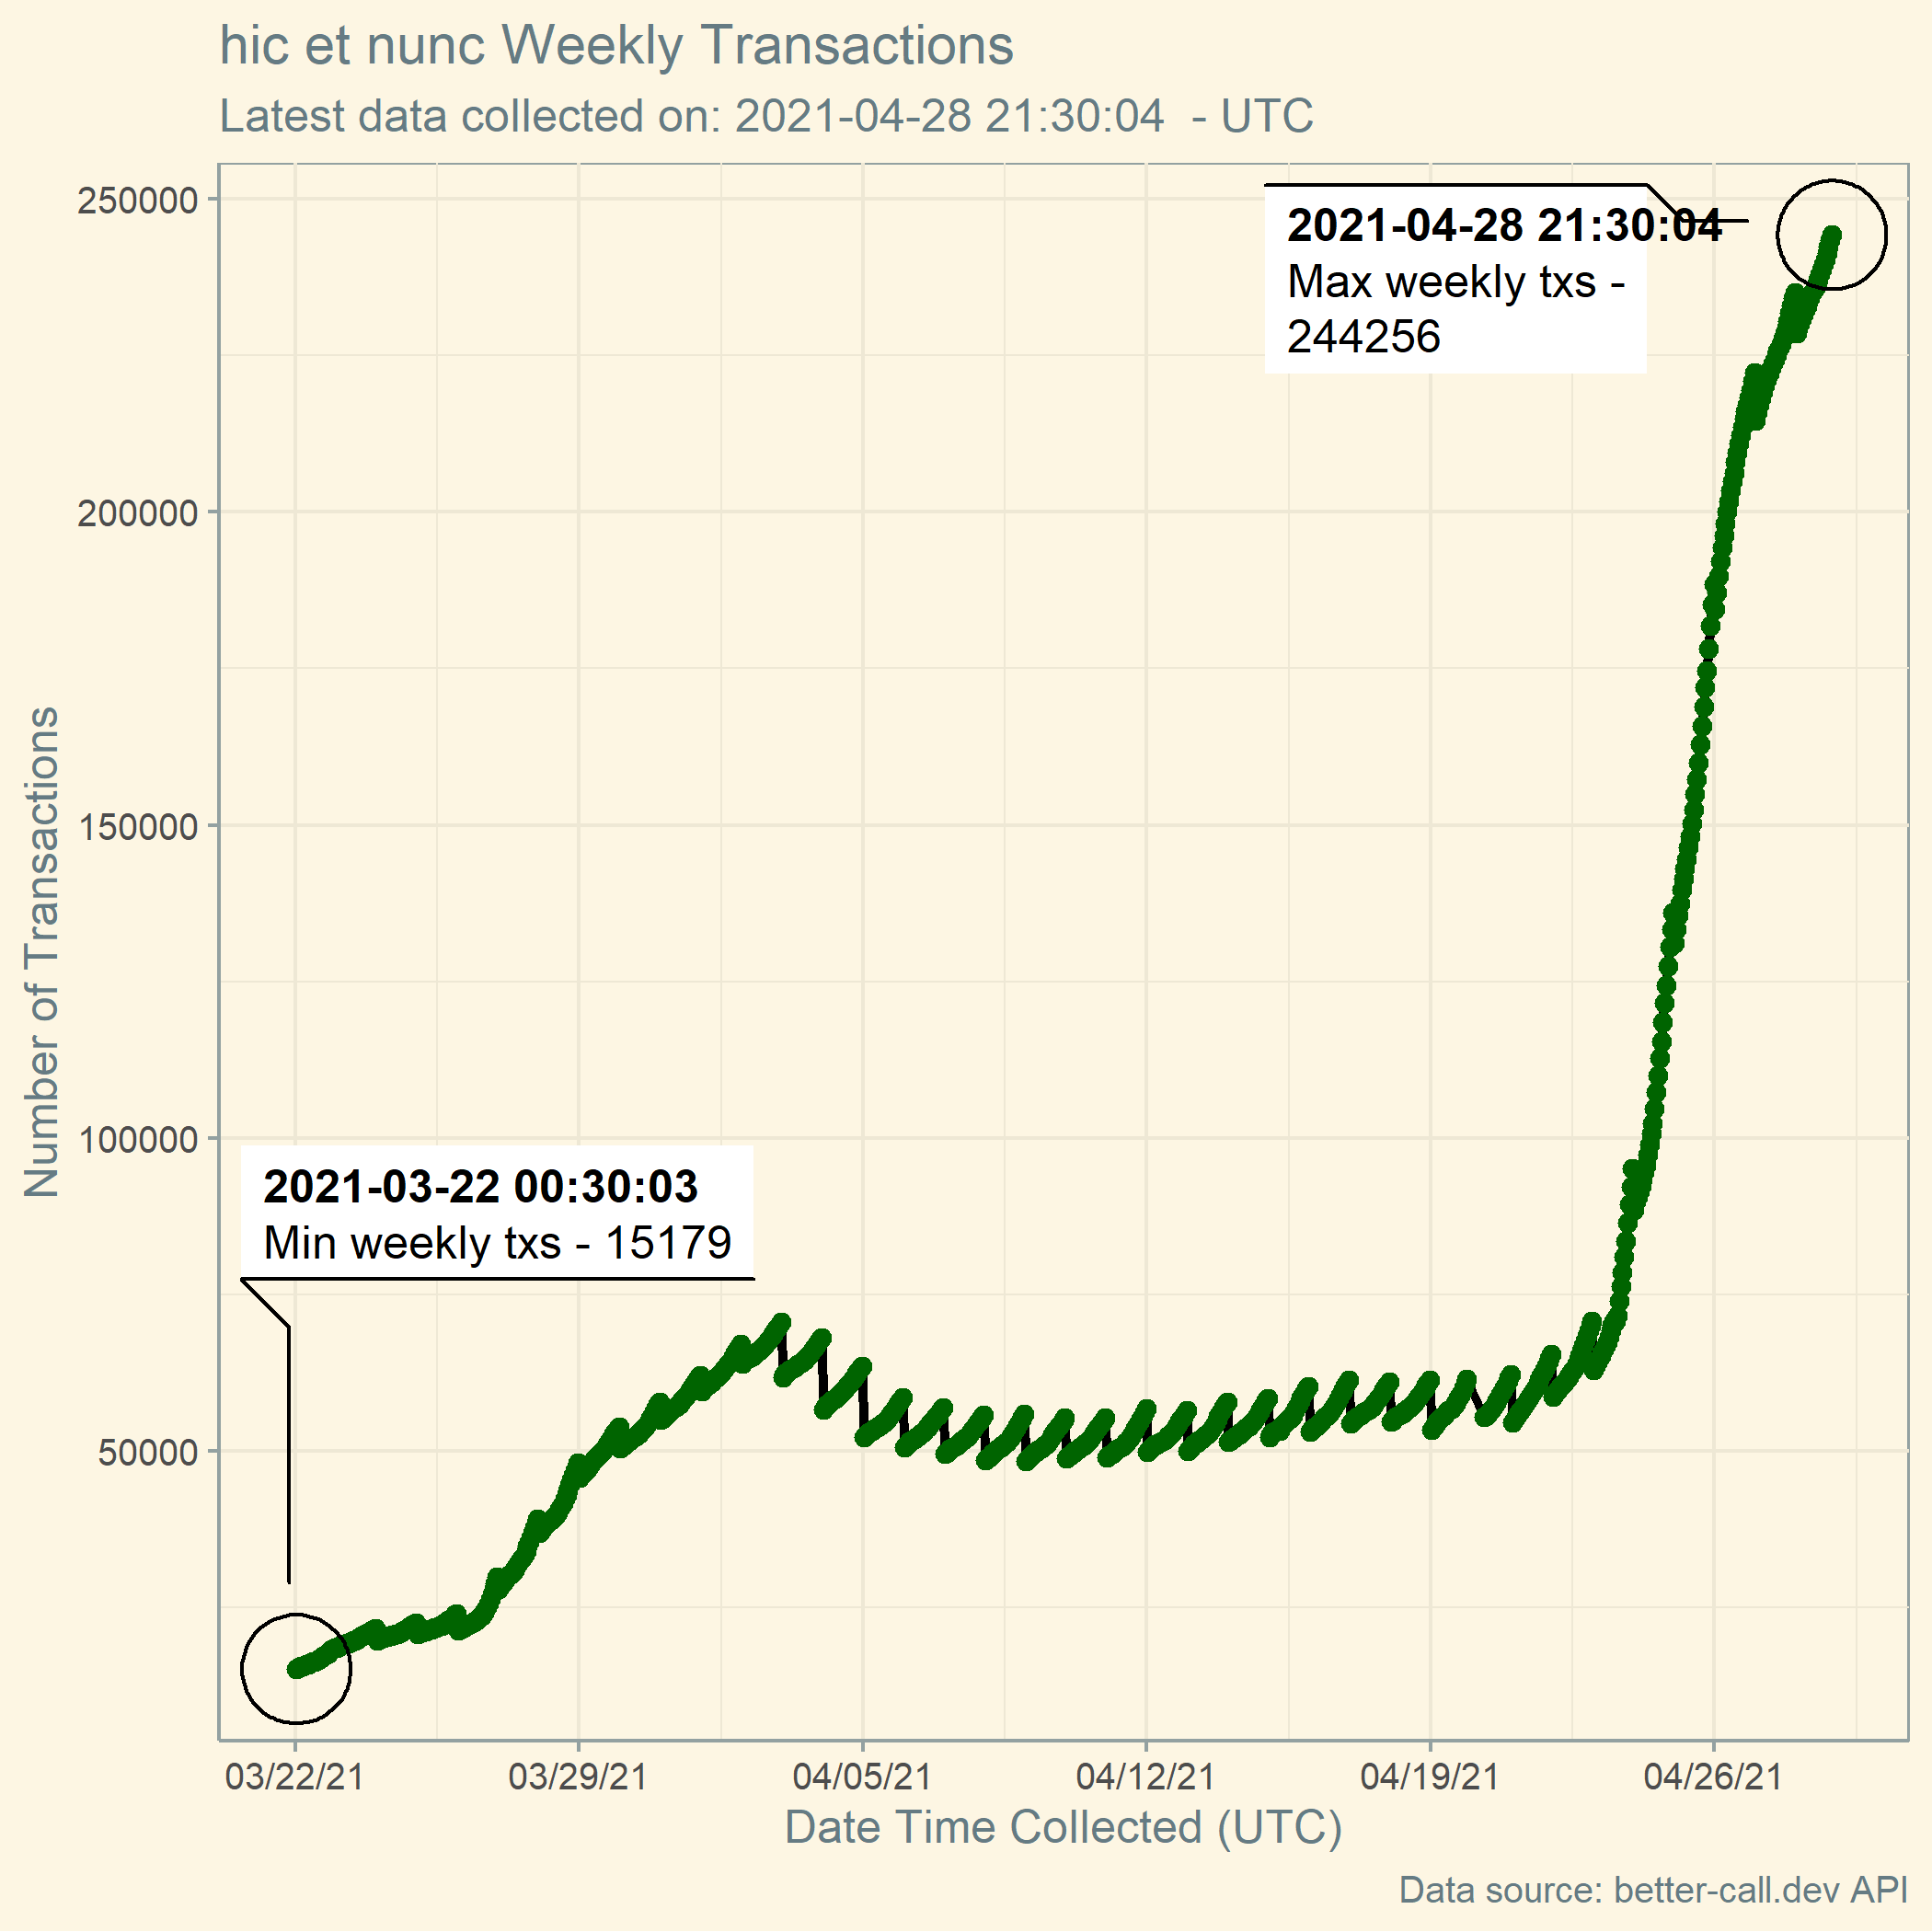 hic et nunc Weekly Transactions
Latest data collected on: 2021-04-28 21:30:04  - UTC
250000
200000
150000
100000
50000
Number of Transactions
2021-04-28 21:30:04
Max weekly txs -
244256
2021-03-22 00:30:03
Min weekly txs - 15179
03/22/21 03/29/21 04/05/21 04/12/21 04/19/21 04/26/21
Date Time Collected (UTC)
Data source: better-call.dev API